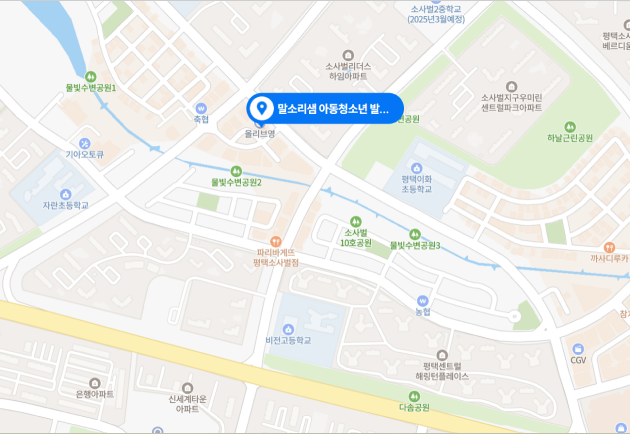 소사벌2중학교
(2025년3월예정)
평택소사
베르디움
소사벌리더스
하임아파트
물빛수변공원1
소사벌지구우미린
센트럴파크아파트
축협
말소리샘 아동청소년 발...
올리브영
공원
하날근린공원
기아오토큐
물빛수변공원2
평택이화
초등학교
자란초등학교
소사벌
10호공원
물빛수변공원3
파리바게뜨
평택소사벌점
까사디루카
농협
비전고등학교
CGV
평택센트럴
해링턴플레이스
은행아파트
신세계타운
아파트
다솜공원